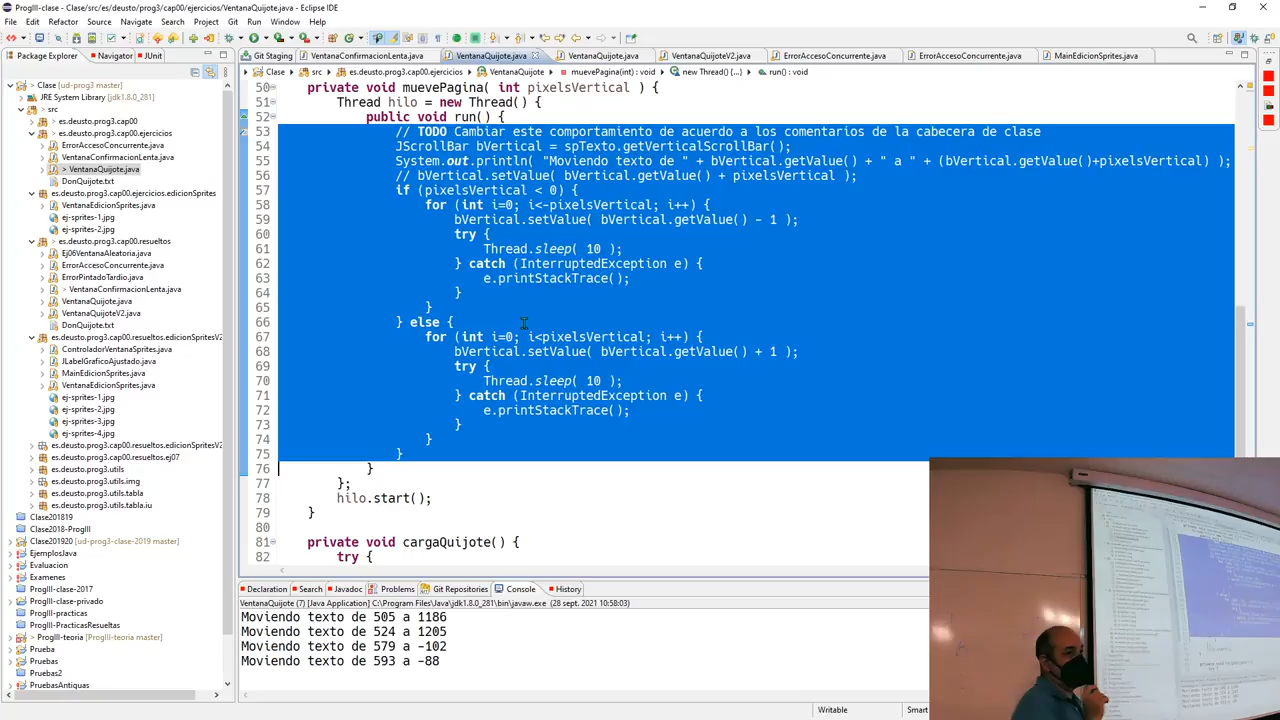 ProgIII-clase - Clase/src/es/deusto/prog3/cap00/ejercicios/VentanaQuijote.java - Eclipse IDE
File Edit Refactor Source Navigate Search Project Git Run Window Help
Package Explorer Navigator JUnit
Git Staging VentanaConfirmacionLenta.java VentanaQuijote.java VentanaQuijote.java VentanaQuijoteV2.java ErrorAccesoConcurrente.java ErrorAccesoConcurrente.java MainEdicionSprites.java
Clase src es.deusto.prog3.cap00.ejercicios VentanaQuijote muevePagina(int) : void new Thread() {...} run() : void
Clase [ud-prog3 master]
JRE System Library [jdk1.8.0_281]
src
es.deusto.prog3.cap00
es.deusto.prog3.cap00.ejercicios
ErrorAccesoConcurrente.java
VentanaConfirmacionLenta.java
> VentanaQuijote.java
DonQuijote.txt
es.deusto.prog3.cap00.ejercicios.edicionSprites
VentanaEdicionSprites.java
ej-sprites-1.jpg
ej-sprites-2.jpg
es.deusto.prog3.cap00.resueltos
Ej06VentanaAleatoria.java
ErrorAccesoConcurrente.java
ErrorPintadoTardio.java
> VentanaConfirmacionLenta.java
VentanaQuijote.java
VentanaQuijoteV2.java
DonQuijote.txt
es.deusto.prog3.cap00.resueltos.edicionSpritesV2
ControladorVentanaSprites.java
JLabelGraficoAjustado.java
MainEdicionSprites.java
VentanaEdicionSprites.java
ej-sprites-1.jpg
ej-sprites-2.jpg
ej-sprites-3.jpg
ej-sprites-4.jpg
es.deusto.prog3.cap00.resueltos.edicionSpritesV2
es.deusto.prog3.cap00.resueltos.ej07
es.deusto.prog3.utils
es.deusto.prog3.utils.img
es.deusto.prog3.utils.tabla
es.deusto.prog3.utils.tabla.iu
Clase201819
Clase2018-ProgIII
Clase201920 [ud-prog3-clase-2019 master]
EjemplosJava
Evaluacion
Examenes
ProgIII-clase-2017
ProgIII-clase-privado
ProgIII-practicas
ProgIII-PracticasResueltas
> ProgIII-teoria [ProgIII-teoria master]
Prueba
Pruebas
Pruebas2
PruebasAntiguas
50 private void muevePagina( int pixelsVertical ) {
51 Thread hilo = new Thread() {
52 public void run() {
53 // TODO Cambiar este comportamiento de acuerdo a los comentarios de la cabecera de clase
54 JScrollBar bVertical = spTexto.getVerticalScrollBar();
55 System.out.println( "Moviendo texto de " + bVertical.getValue() + " a " + (bVertical.getValue()+pixelsVertical) );
56 // bVertical.setValue( bVertical.getValue() + pixelsVertical );
57 if (pixelsVertical < 0) {
58 for (int i=0; i<-pixelsVertical; i++) {
59 bVertical.setValue( bVertical.getValue() - 1 );
60 try {
61 Thread.sleep( 10 );
62 } catch (InterruptedException e) {
63 e.printStackTrace();
64 }
65 }
66 } else {
67 for (int i=0; i<pixelsVertical; i++) {
68 bVertical.setValue( bVertical.getValue() + 1 );
69 try {
70 Thread.sleep( 10 );
71 } catch (InterruptedException e) {
72 e.printStackTrace();
73 }
74 }
75 }
76 }
77 };
78 hilo.start();
79 }
80
81 private void cargaQuijote() {
82 try {
Declaration Search Javadoc Problems Git Repositories Console History
VentanaQuijote (7) [Java Application] C:\Program Files\Java\jdk1.8.0_281\bin\javaw.exe (28 sept. 2021 10:58:03)
Moviendo texto de 505 a 1186
Moviendo texto de 524 a 1205
Moviendo texto de 579 a -102
Moviendo texto de 593 a -88
Writable Smart